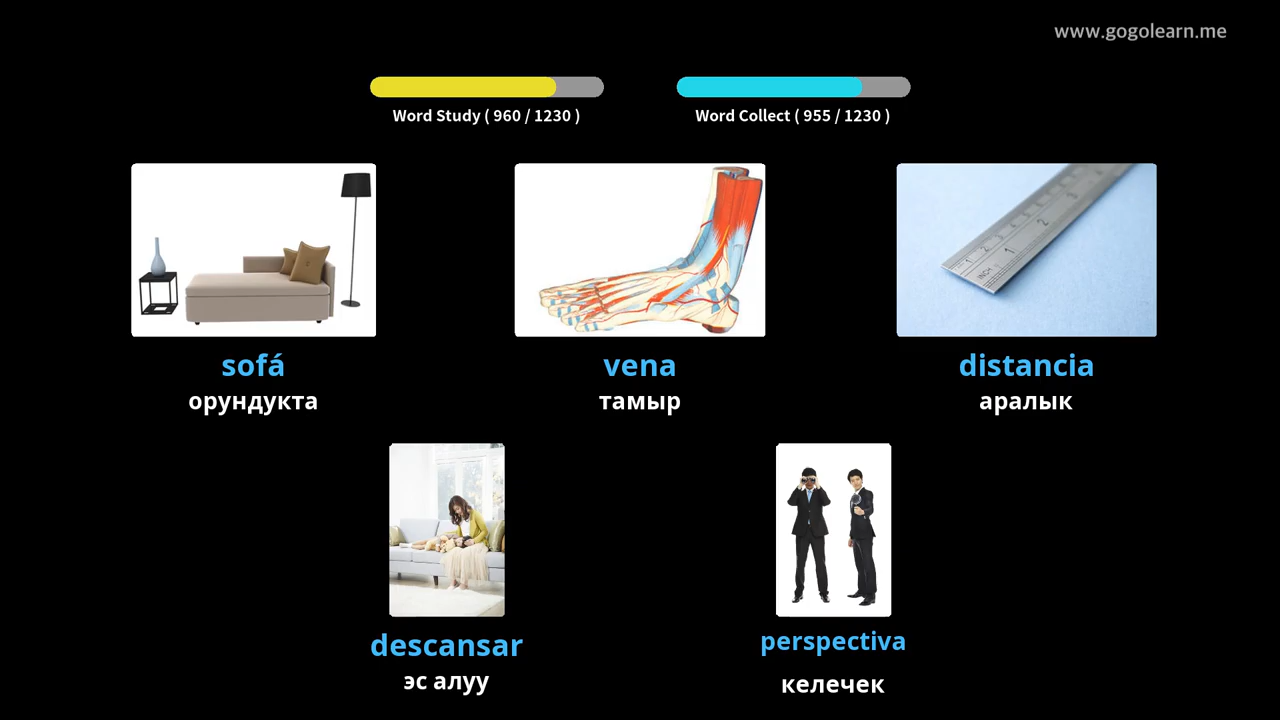 www.gogolearn.me
Word Study ( 960 / 1230 )
Word Collect ( 955 / 1230 )
sofá
орундукта
vena
тамыр
distancia
аралык
descansar
эс алуу
perspectiva
келечек